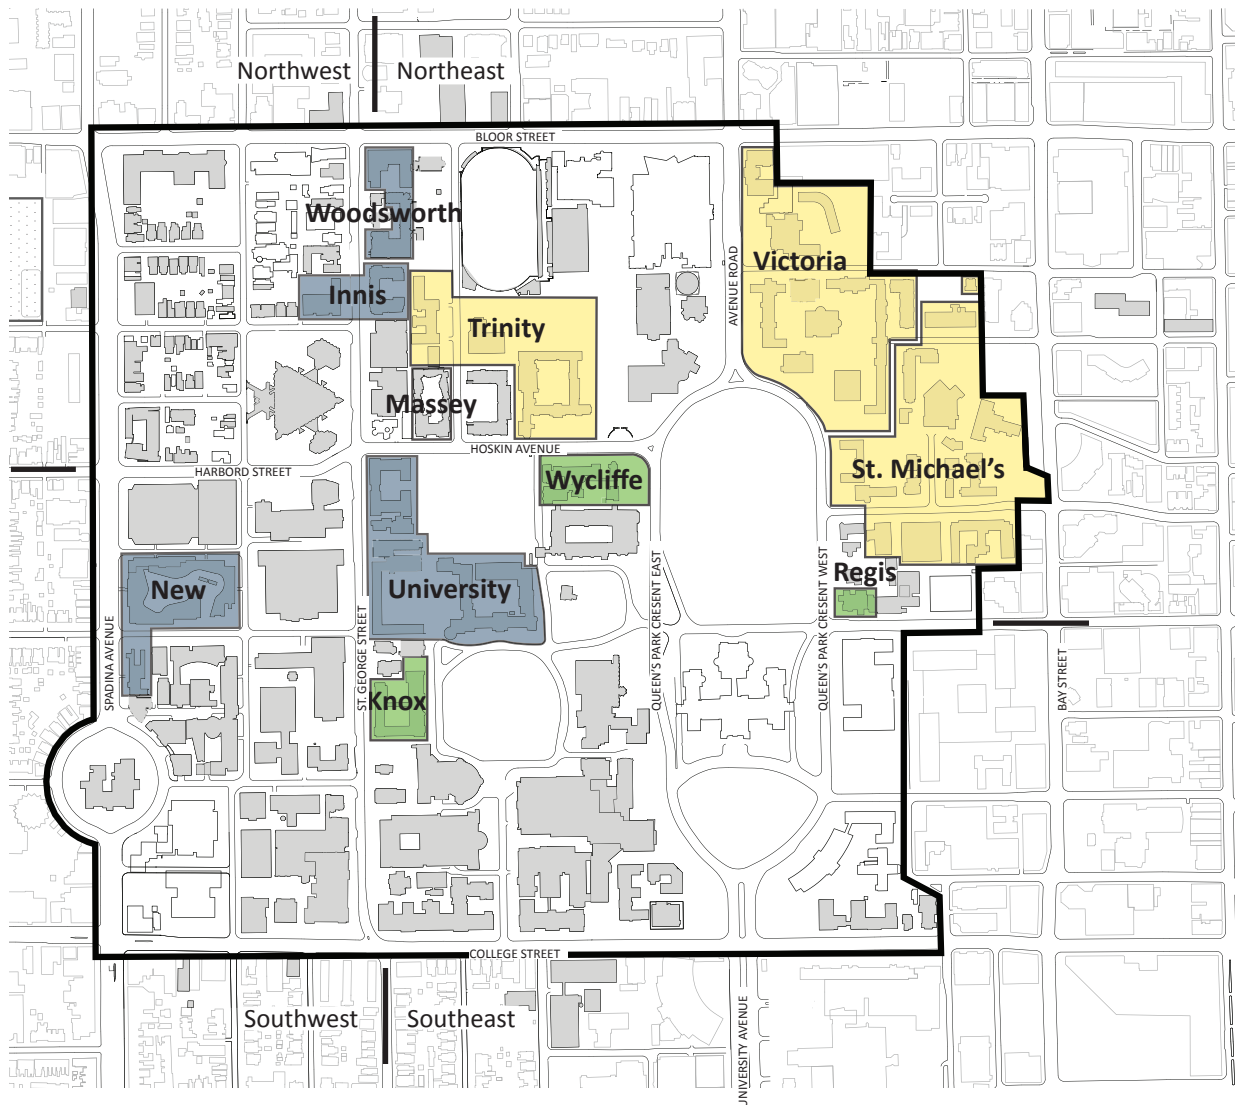 Northwest
Northeast
BLOOR STREET
Woodsworth
Victoria
AVENUE ROAD
Innis
Trinity
Massey
HOSKIN AVENUE
HARBORD STREET
St. Michael's
Wycliffe
Regis
New
University
SPADINA AVENUE
ST. GEORGE STREET
QUEEN'S PARK CRESENT EAST
QUEEN'S PARK CRESENT WEST
BAY STREET
Knox
COLLEGE STREET
Southwest
Southeast
UNIVERSITY AVENUE